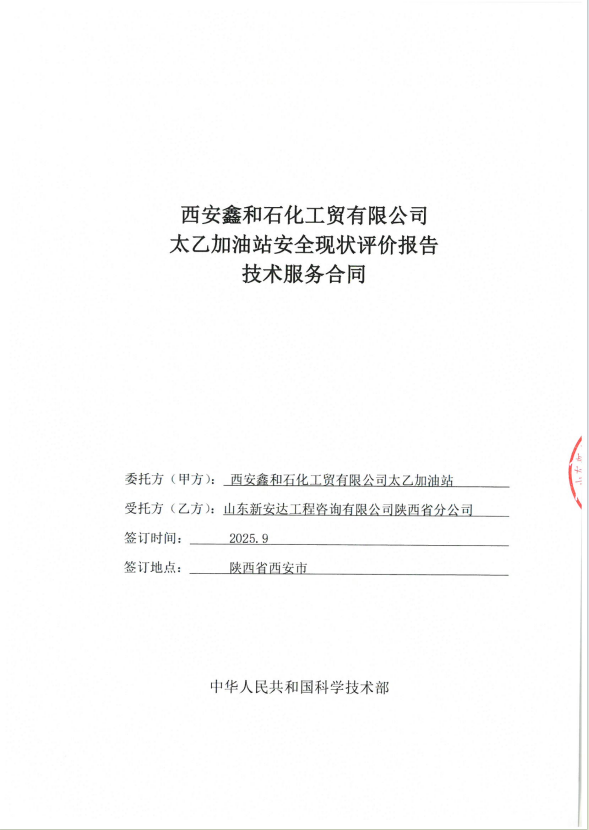 西安鑫和石化工贸有限公司
太乙加油站安全现状评价报告
技术服务合同
委托方（甲方）：西安鑫和石化工贸有限公司太乙加油站
受托方（乙方）：山东新安达工程咨询有限公司陕西省分公司
签订时间：2025.9
签订地点：陕西省西安市
中华人民共和国科学技术部